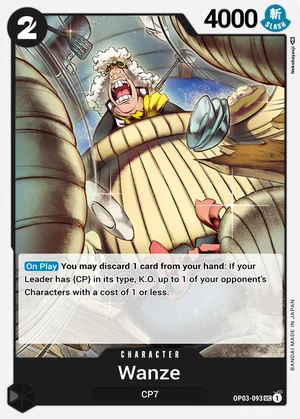 2
4000
斬
SLASH
Nekobayasi
On Play You may discard 1 card from your hand: If your
Leader has {CP} in its type, K.O. up to 1 of your opponent's
Characters with a cost of 1 or less.
BANDAI MADE IN JAPAN
CHARACTER
Wanze
CP7
OP03-093 UC 1